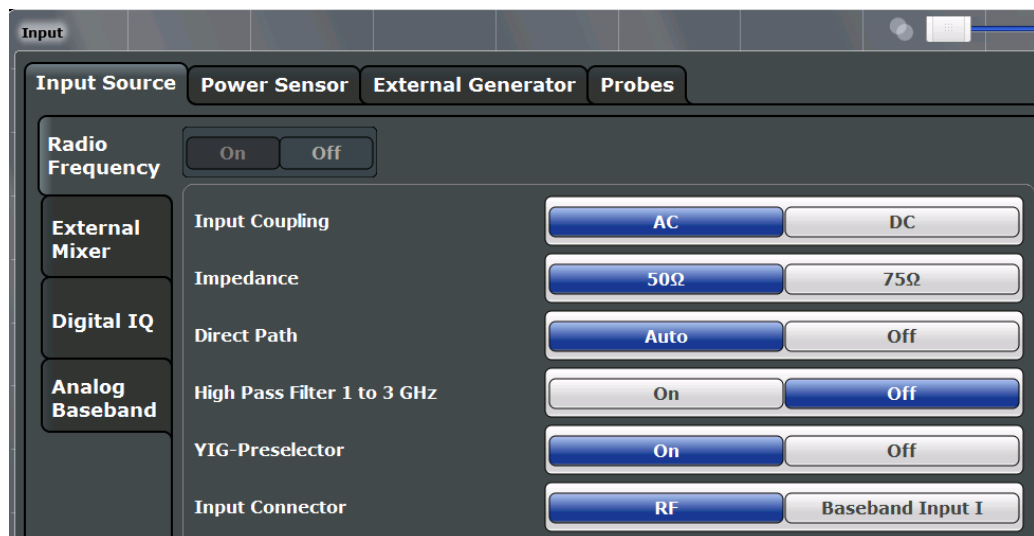 Input
Input Source Power Sensor External Generator Probes
Radio
Frequency
On Off
External
Mixer
Digital IQ
Analog
Baseband
Input Coupling AC DC
Impedance 50Ω 75Ω
Direct Path Auto Off
High Pass Filter 1 to 3 GHz On Off
YIG-Preselector On Off
Input Connector RF Baseband Input I